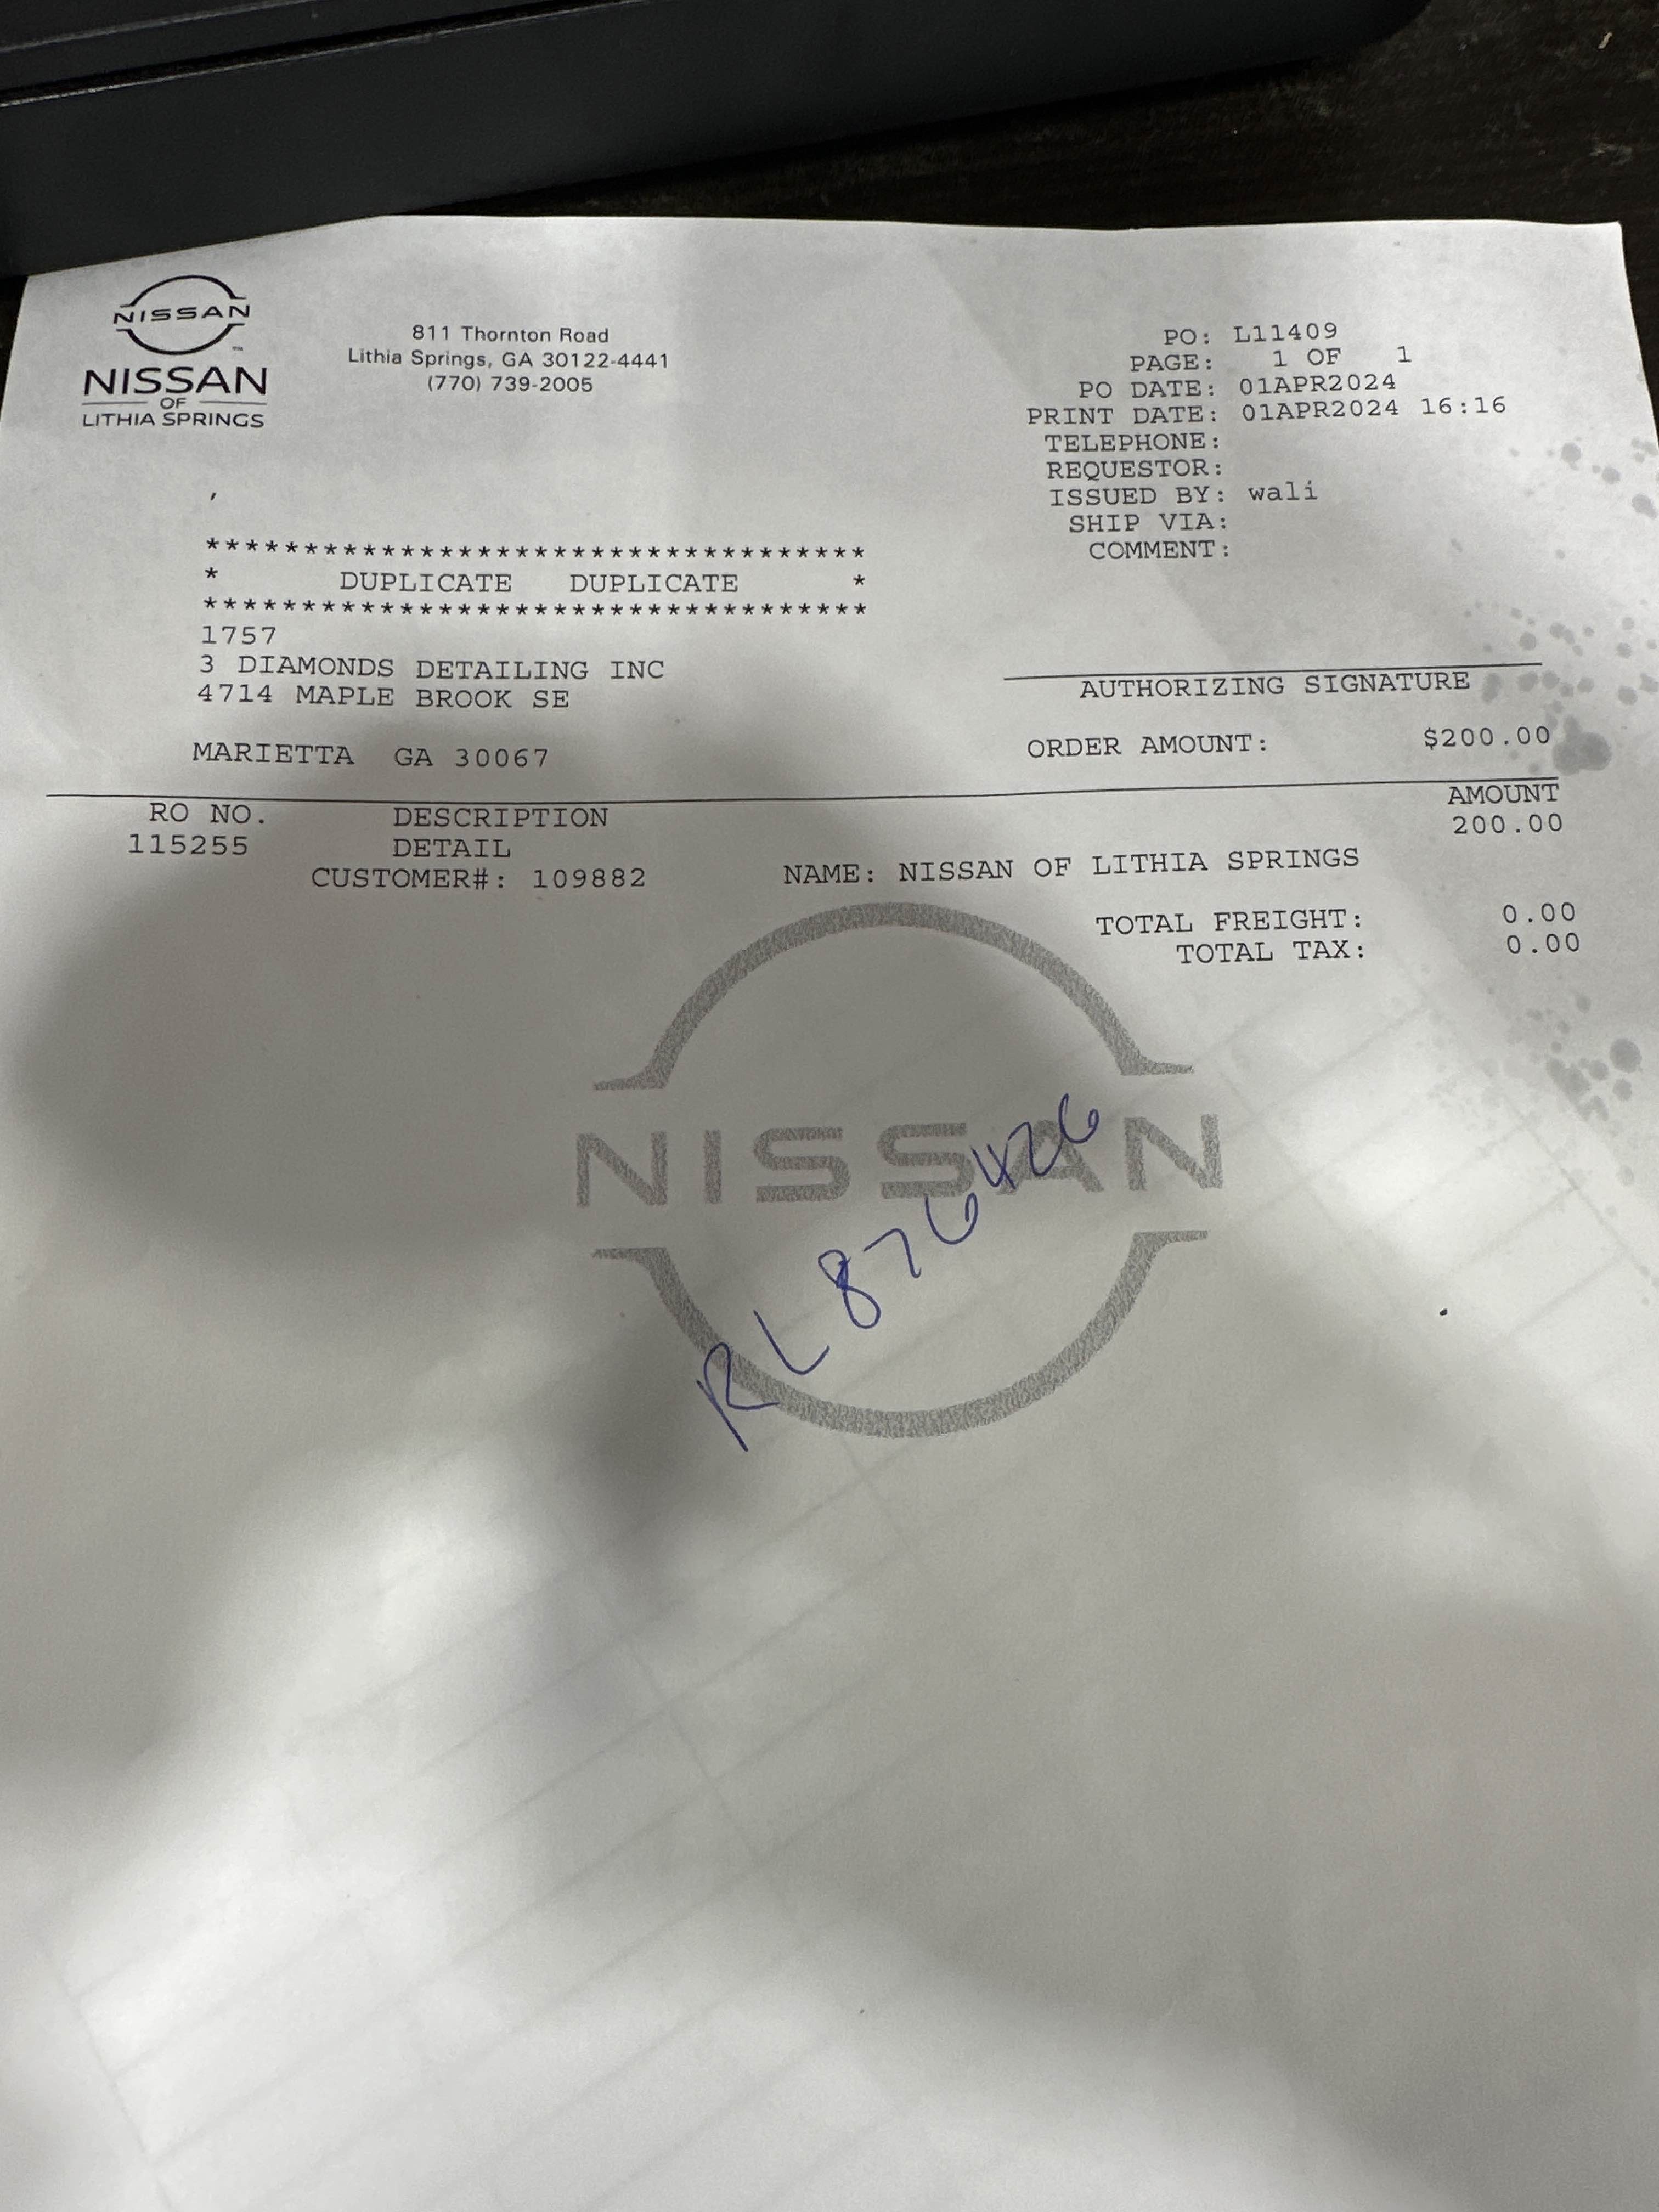 NISSAN
NISSAN
OF
LITHIA SPRINGS
811 Thornton Road
Lithia Springs, GA 30122-4441
(770) 739-2005
PO: L11409
PAGE: 1 OF 1
PO DATE: 01APR2024
PRINT DATE: 01APR2024 16:16
TELEPHONE:
REQUESTOR:
ISSUED BY: wali
SHIP VIA:
COMMENT:
,
**********************************
* DUPLICATE DUPLICATE *
**********************************
1757
3 DIAMONDS DETAILING INC
4714 MAPLE BROOK SE
MARIETTA GA 30067
AUTHORIZING SIGNATURE
ORDER AMOUNT: $200.00
RO NO. DESCRIPTION AMOUNT
115255 DETAIL 200.00
CUSTOMER#: 109882 NAME: NISSAN OF LITHIA SPRINGS
TOTAL FREIGHT: 0.00
TOTAL TAX: 0.00
NISSAN
RL876426